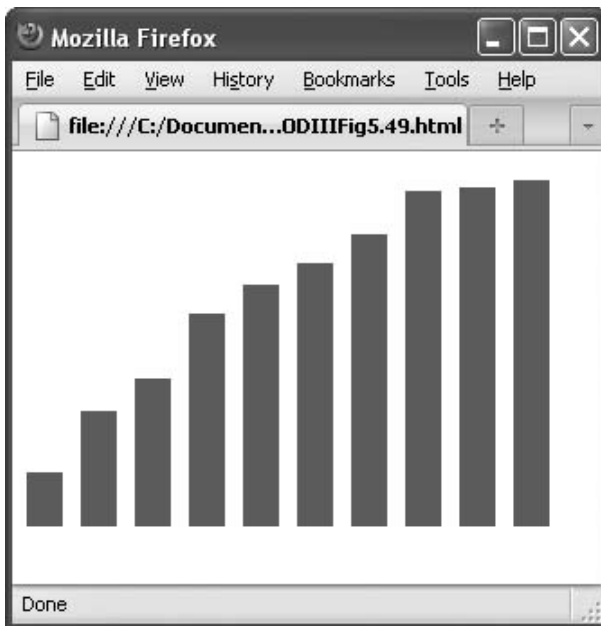 Mozilla Firefox
File Edit View History Bookmarks Tools Help
file:///C:/Documen...ODIIIFig5.49.html
Done